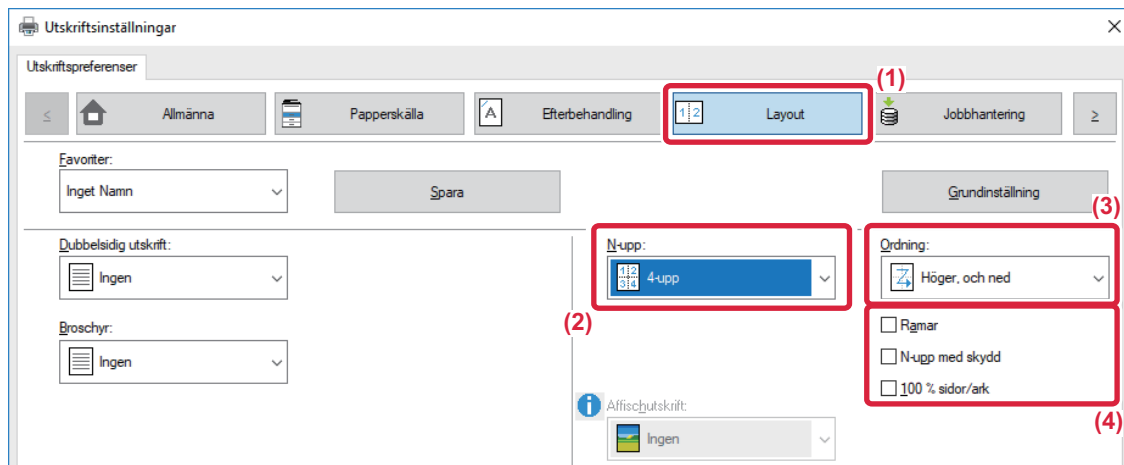 Utskriftsinställningar
Utskriftspreferenser
(1)
< Allmänna Papperskälla Efterbehandling Layout Jobbhantering >
Favoriter:
Inget Namn Spara Grundinställning
(3)
Dubbelsidig utskrift: N-upp: Ordning:
Ingen 4-upp Höger, och ned
(2)
Broschyr: Ramar
Ingen N-upp med skydd
100 % sidor/ark
Affischutskrift:
(4)
Ingen